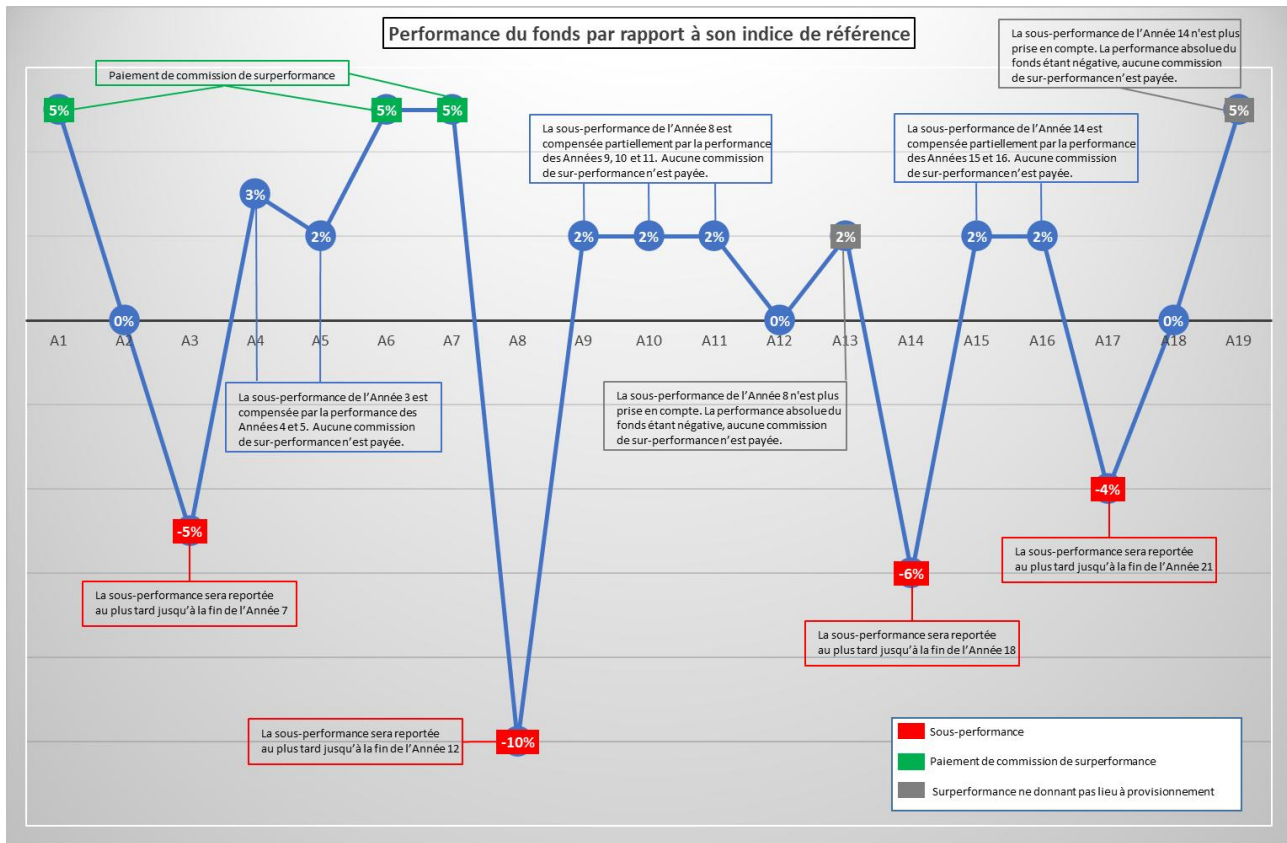 Performance du fonds par rapport à son indice de référence
La sous-performance de l'Année 14 n'est plus
prise en compte. La performance absolue du
fonds étant négative, aucune commission
de sur-performance n'est payée.
Paiement de commission de surperformance
5%
5%
5%
5%
La sous-performance de l'Année 8 est
compensée partiellement par la performance
des Années 9, 10 et 11. Aucune commission
de sur-performance n'est payée.
La sous-performance de l'Année 14 est
compensée partiellement par la performance
des Années 15 et 16. Aucune commission
de sur-performance n'est payée.
3%
2%
2%
2%
2%
2%
2%
2%
0%
0%
0%
A1 A2 A3 A4 A5 A6 A7 A8 A9 A10 A11 A12 A13 A14 A15 A16 A17 A18 A19
La sous-performance de l'Année 3 est
compensée par la performance des
Années 4 et 5. Aucune commission
de sur-performance n'est payée.
La sous-performance de l'Année 8 n'est plus
prise en compte. La performance absolue du
fonds étant négative, aucune commission
de sur-performance n'est payée.
-4%
-5%
La sous-performance sera reportée
au plus tard jusqu'à la fin de l'Année 21
-6%
La sous-performance sera reportée
au plus tard jusqu'à la fin de l'Année 7
La sous-performance sera reportée
au plus tard jusqu'à la fin de l'Année 18
La sous-performance sera reportée
au plus tard jusqu'à la fin de l'Année 12
-10%
Sous-performance
Paiement de commission de surperformance
Surperformance ne donnant pas lieu à provisionnement